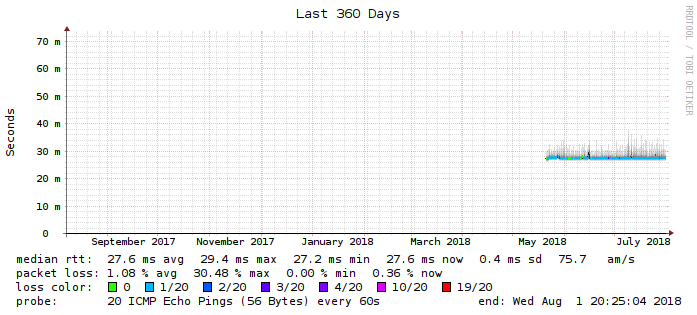 Last 360 Days
RRDTOOL / TOBI OETIKER
Seconds
70 m
60 m
50 m
40 m
30 m
20 m
10 m
0
September 2017 November 2017 January 2018 March 2018 May 2018 July 2018
median rtt: 27.6 ms avg 29.4 ms max 27.2 ms min 27.6 ms now 0.4 ms sd 75.7 am/s
packet loss: 1.08 % avg 30.48 % max 0.00 % min 0.36 % now
loss color: 0 1/20 2/20 3/20 4/20 10/20 19/20
probe: 20 ICMP Echo Pings (56 Bytes) every 60s end: Wed Aug 1 20:25:04 2018